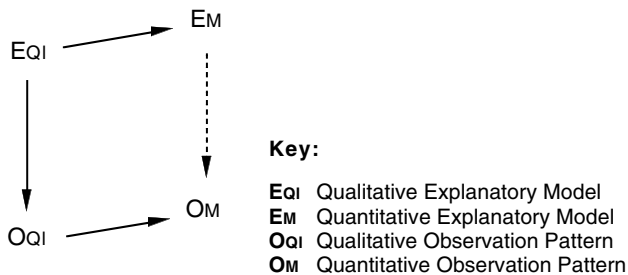 EM
EQI
OM
OQI
Key:
EQI Qualitative Explanatory Model
EM Quantitative Explanatory Model
OQI Qualitative Observation Pattern
OM Quantitative Observation Pattern